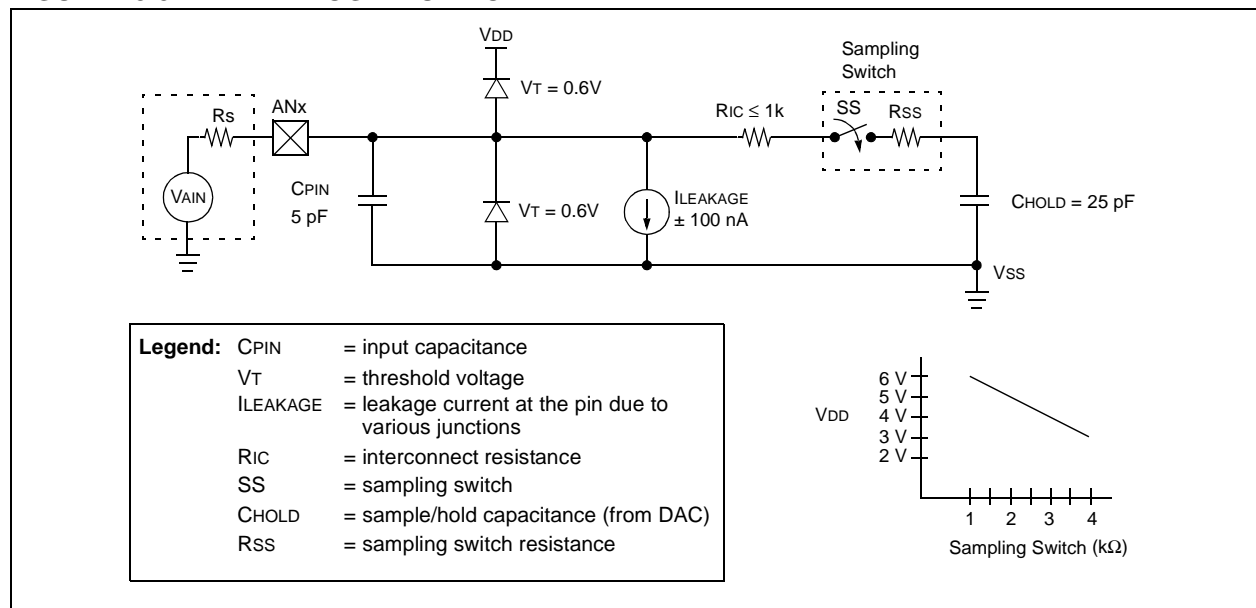 VDD
Sampling
Switch
VT = 0.6V
ANx
RIC ≤ 1k
SS
RSS
Rs
CPIN
5 pF
VAIN
VT = 0.6V
ILEAKAGE
± 100 nA
CHOLD = 25 pF
VSS
Legend: CPIN = input capacitance
VT = threshold voltage
ILEAKAGE = leakage current at the pin due to
various junctions
RIC = interconnect resistance
SS = sampling switch
CHOLD = sample/hold capacitance (from DAC)
RSS = sampling switch resistance
VDD
6 V
5 V
4 V
3 V
2 V
1 2 3 4
Sampling Switch (kΩ)